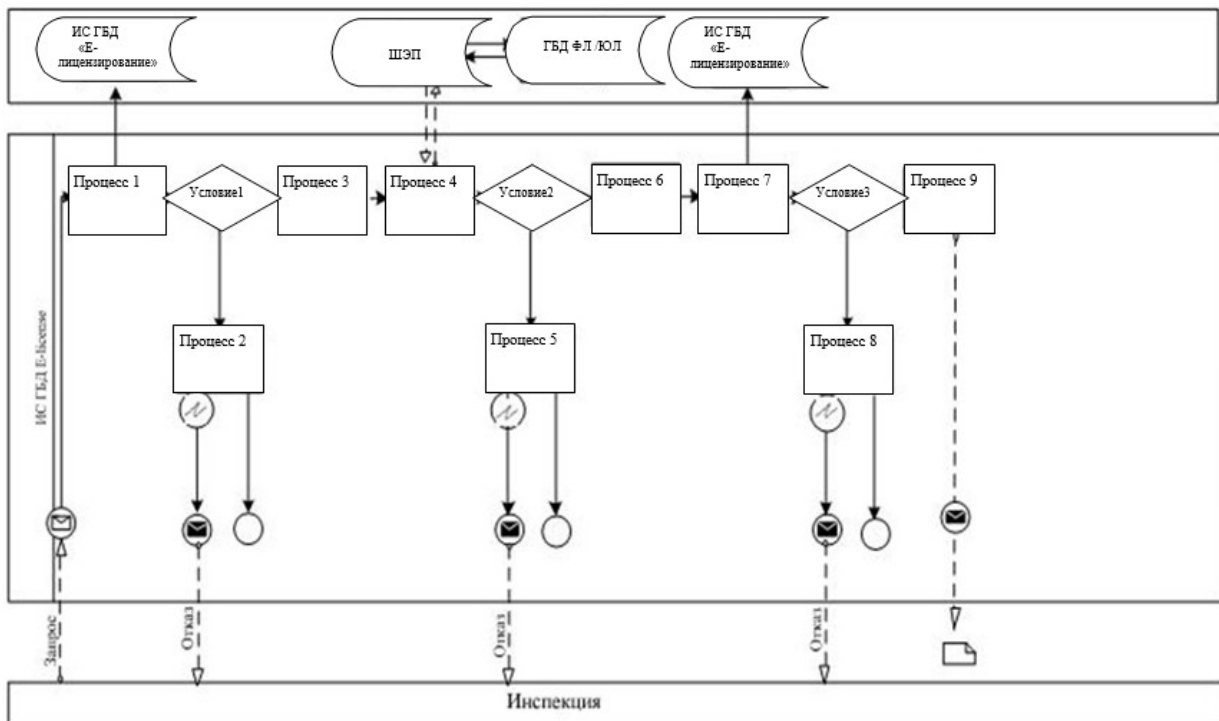 ИС ГБД
«Е-
лицензирование»
ШЭП
ГБД ФЛ /ЮЛ
ИС ГБД
«Е-
лицензирование»
Процесс 1
Условие1
Процесс 3
Процесс 4
Условие2
Процесс 6
Процесс 7
Условие3
Процесс 9
Процесс 2
Процесс 5
Процесс 8
ИС ГБД E-license
Запрос
Отказ
Отказ
Отказ
Инспекция